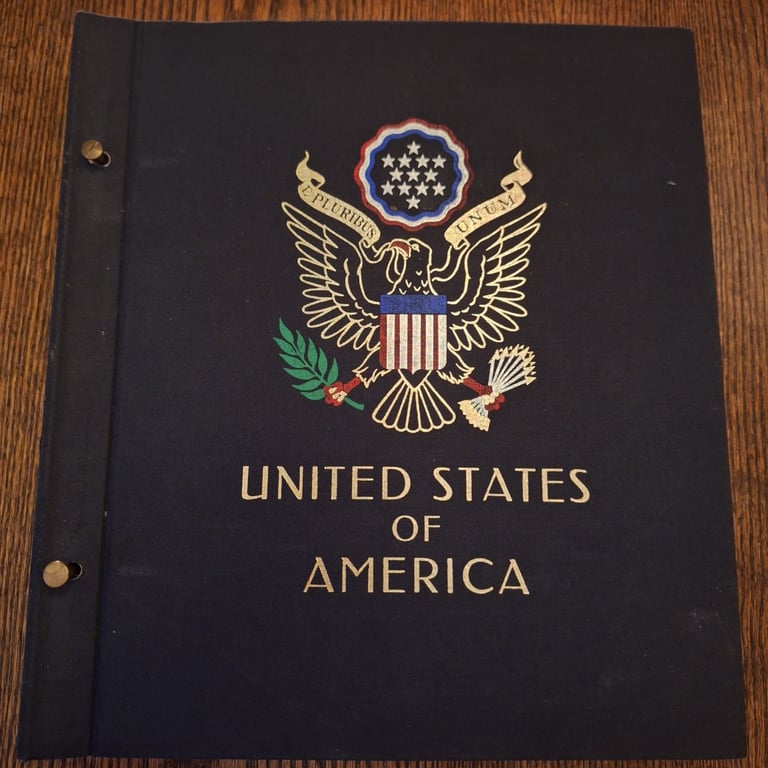 E PLURIBUS UNUM
UNITED STATES
OF
AMERICA